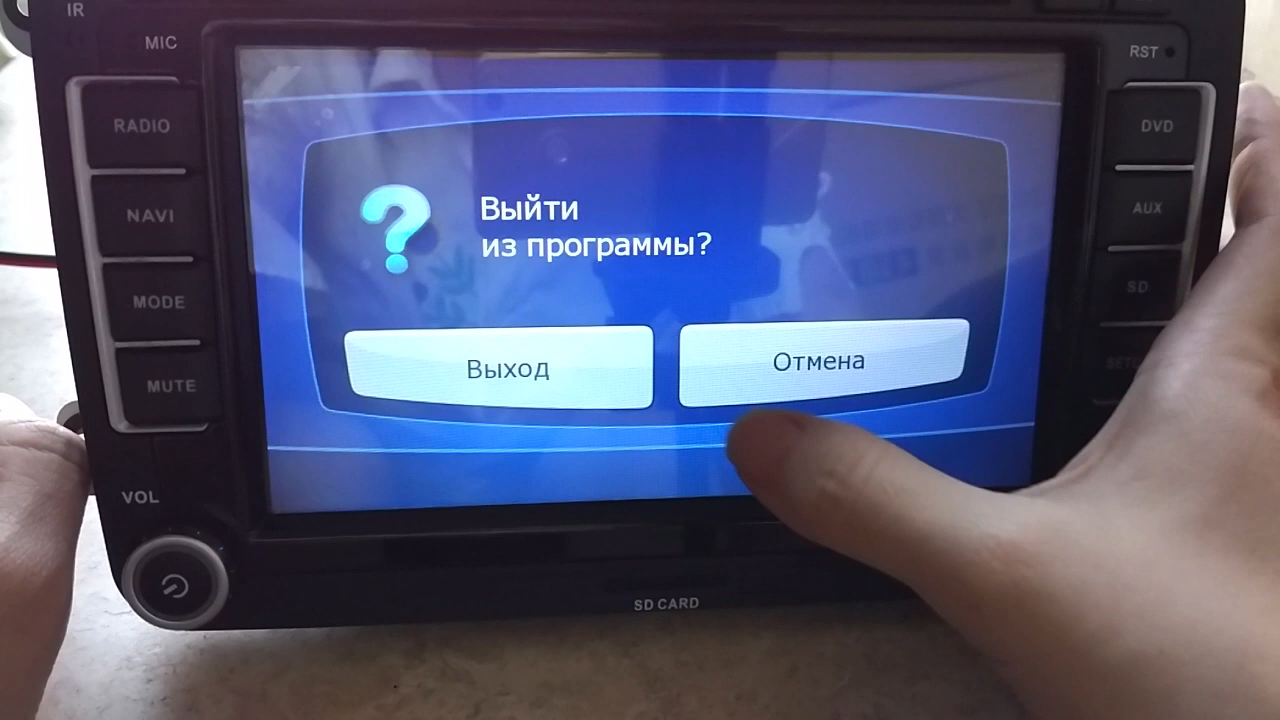 IR
MIC
RST
RADIO
DVD
NAVI
AUX
MODE
SD
MUTE
Выйти
из программы?
Выход
Отмена
VOL
SD CARD